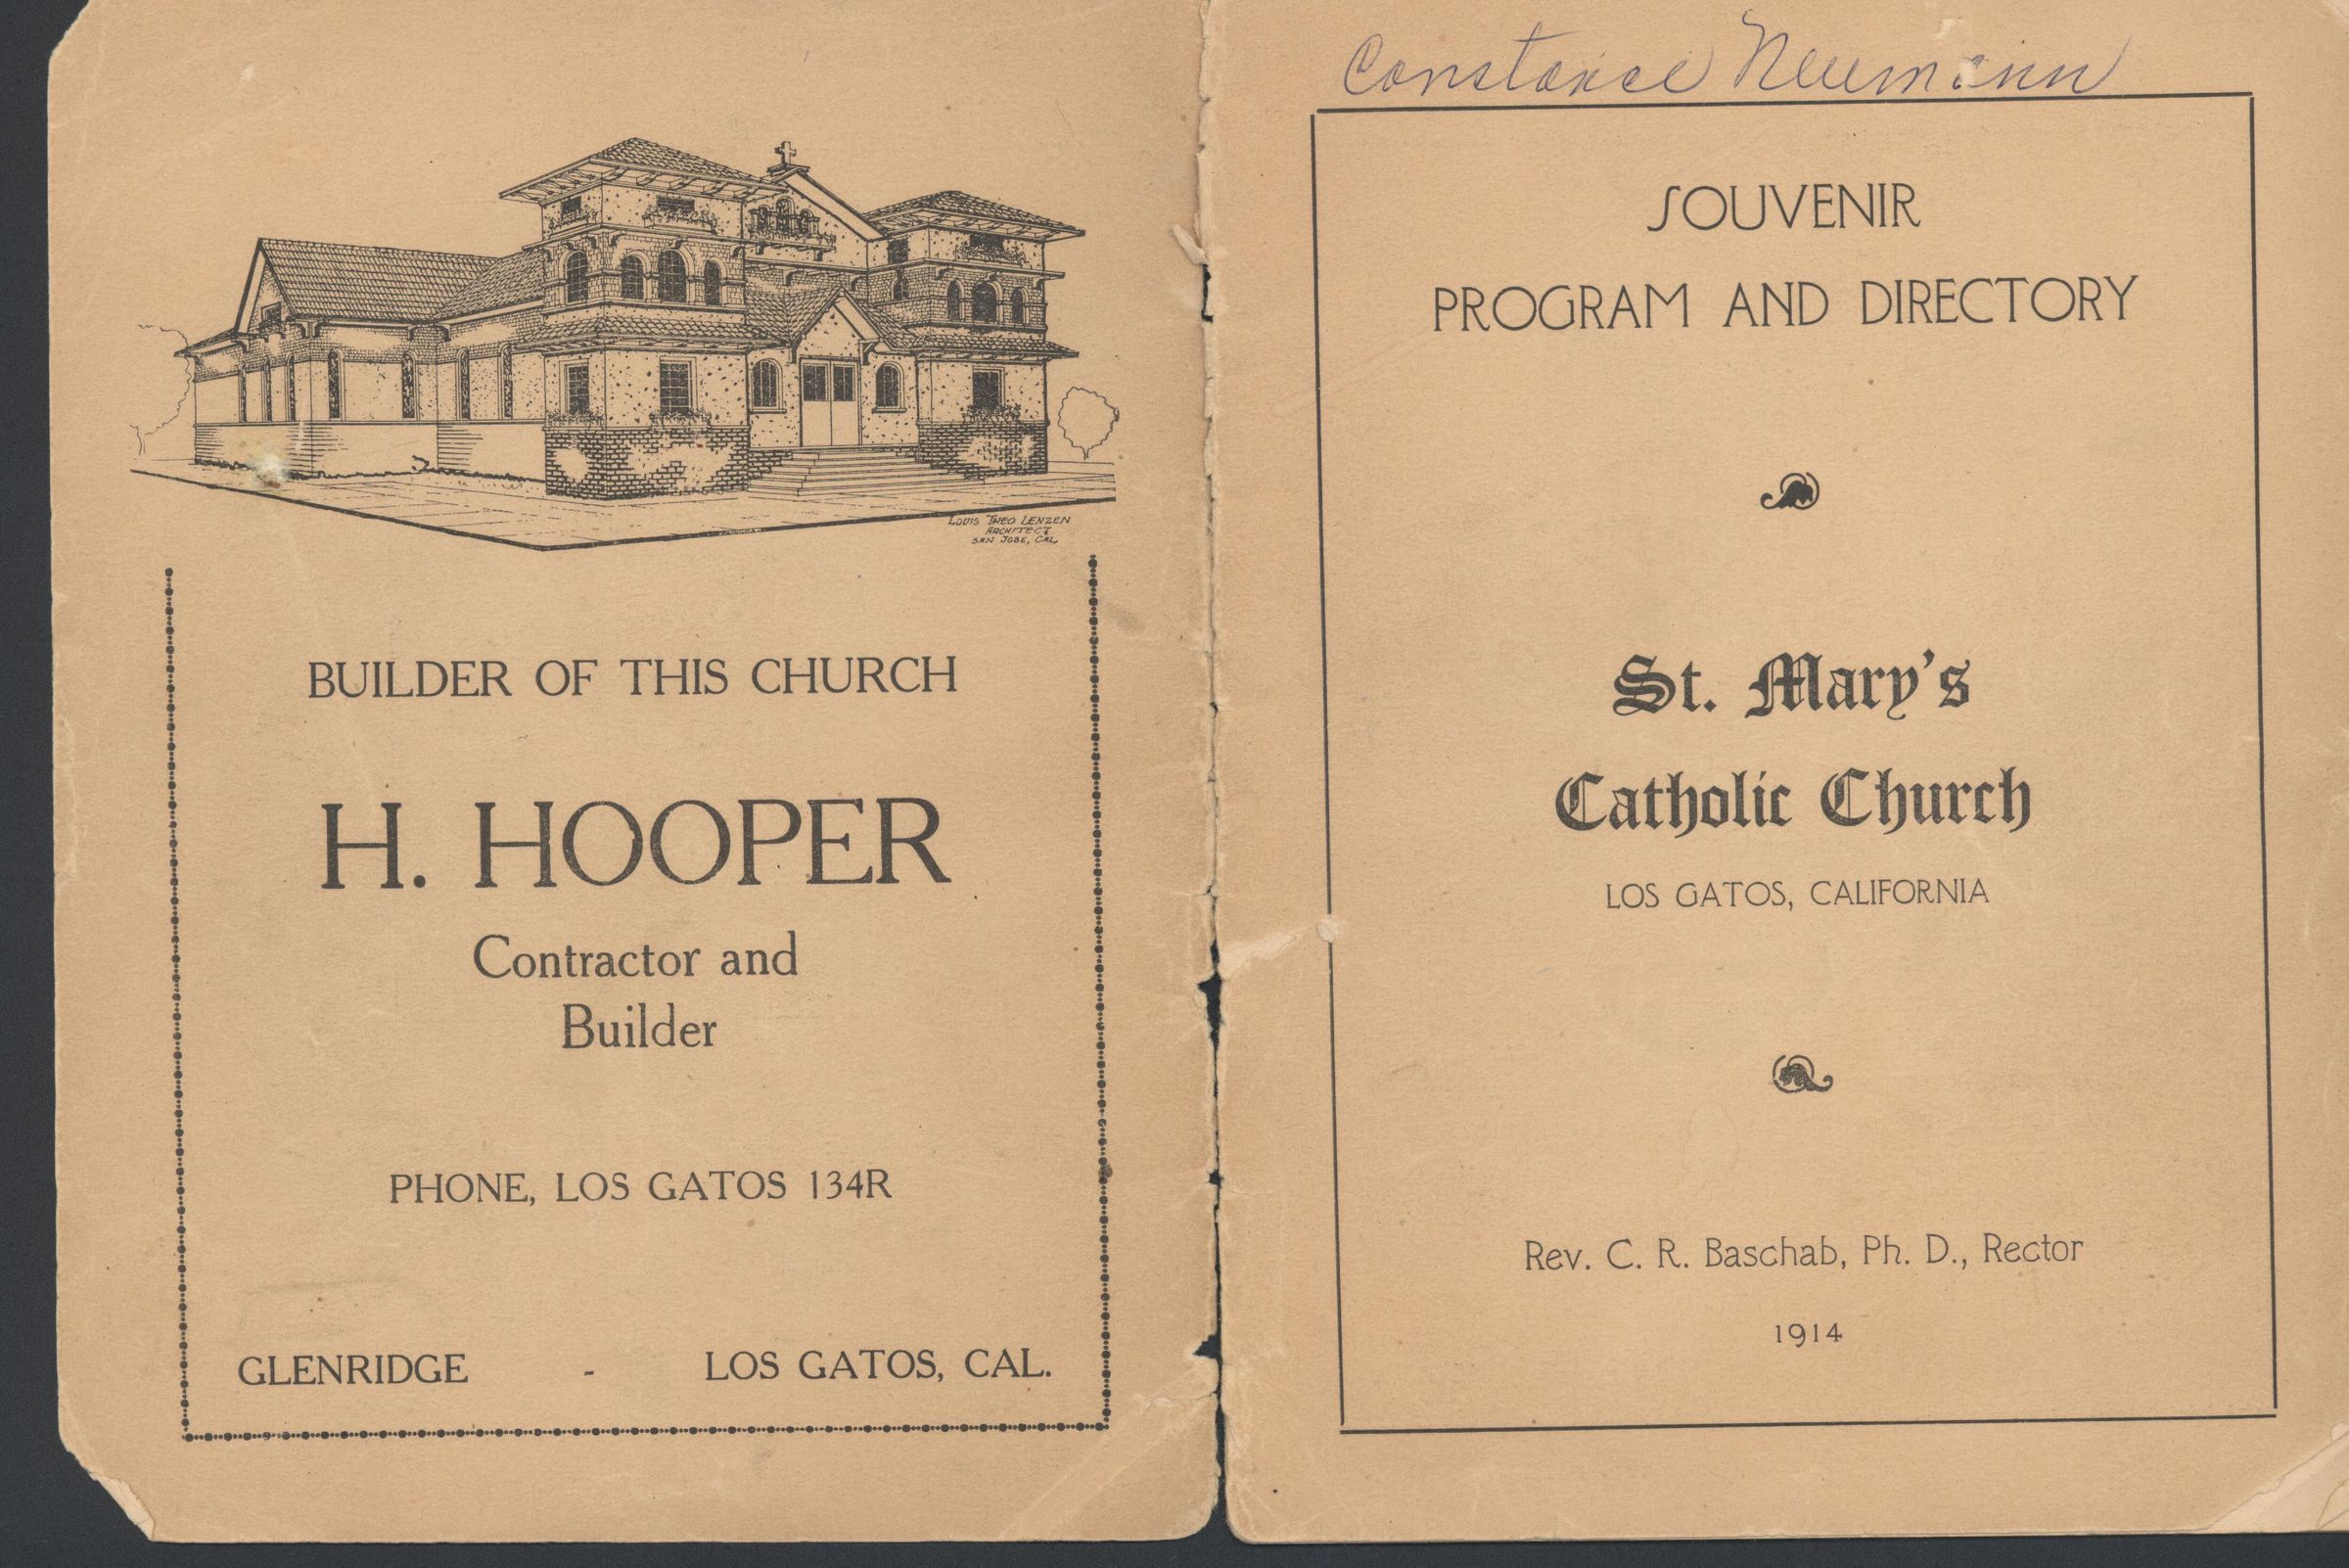 LOUIS THEO LENZEN
ARCHITECT
SAN JOSE, CAL
BUILDER OF THIS CHURCH
H. HOOPER
Contractor and
Builder
PHONE, LOS GATOS 134R
GLENRIDGE - LOS GATOS, CAL.
Constance Neumann
SOUVENIR
PROGRAM AND DIRECTORY
St. Mary's
Catholic Church
LOS GATOS, CALIFORNIA
Rev. C. R. Baschab, Ph. D., Rector
1914